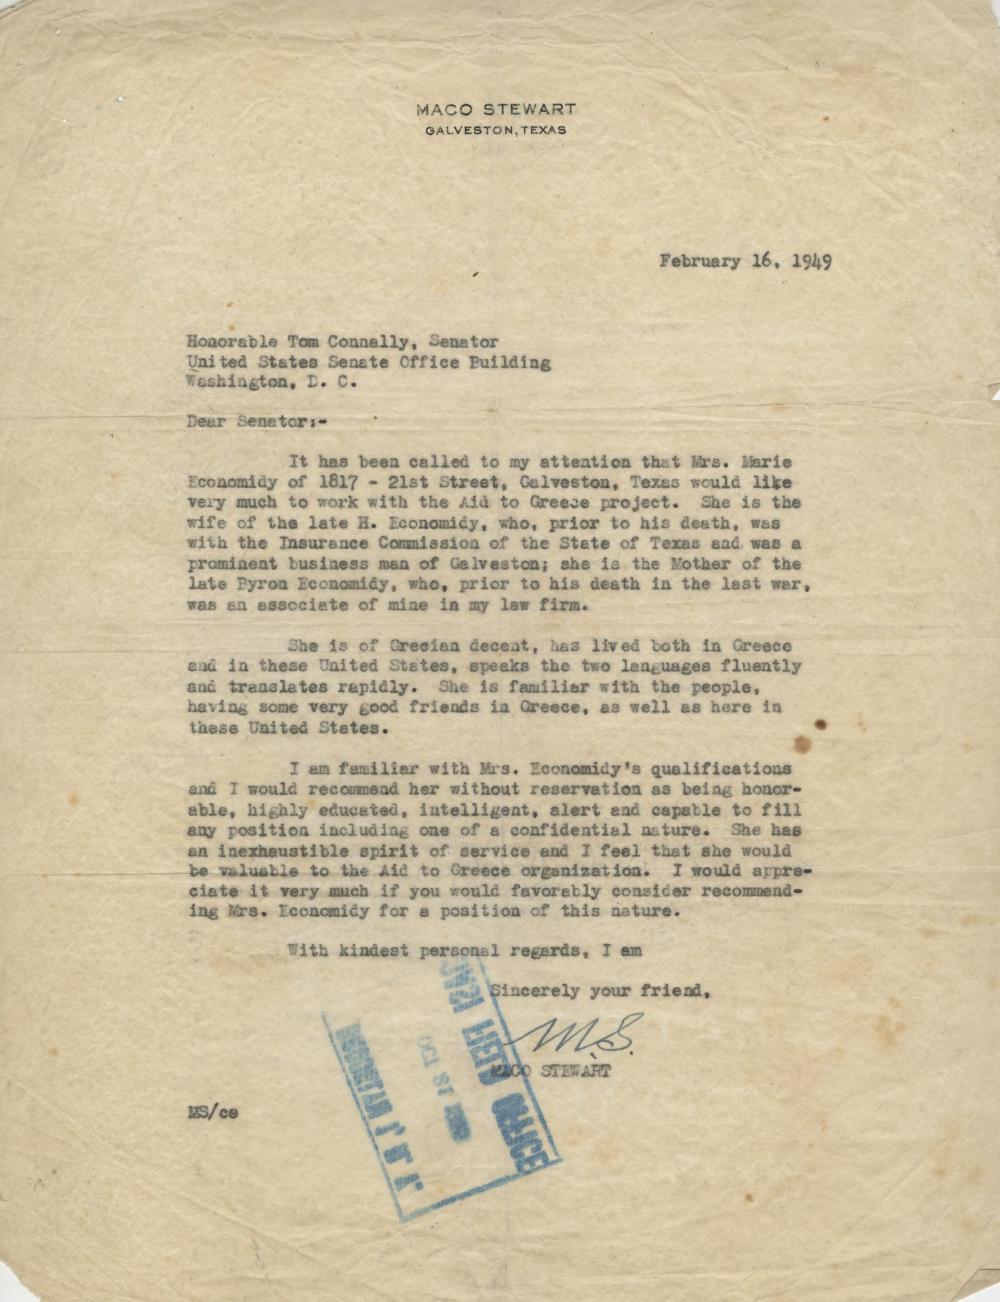 MACO STEWART
GALVESTON, TEXAS
February 16, 1949
Honorable Tom Connally, Senator
United States Senate Office Building
Washington, D. C.
Dear Senator:-
It has been called to my attention that Mrs. Marie
Economidy of 1817 - 21st Street, Galveston, Texas would like
very much to work with the Aid to Greece project. She is the
wife of the late H. Economidy, who, prior to his death, was
with the Insurance Commission of the State of Texas and was a
prominent business man of Galveston; she is the Mother of the
late Byron Economidy, who, prior to his death in the last war,
was an associate of mine in my law firm.
She is of Grecian decent, has lived both in Greece
and in these United States, speaks the two languages fluently
and translates rapidly. She is familiar with the people,
having some very good friends in Greece, as well as here in
these United States.
I am familiar with Mrs. Economidy's qualifications
and I would recommend her without reservation as being honor-
able, highly educated, intelligent, alert and capable to fill
any position including one of a confidential nature. She has
an inexhaustible spirit of service and I feel that she would
be valuable to the Aid to Greece organization. I would appre-
ciate it very much if you would favorably consider recommend-
ing Mrs. Economidy for a position of this nature.
With kindest personal regards, I am
Sincerely your friend,
M.S.
MACO STEWART
MS/ce
OFFICE